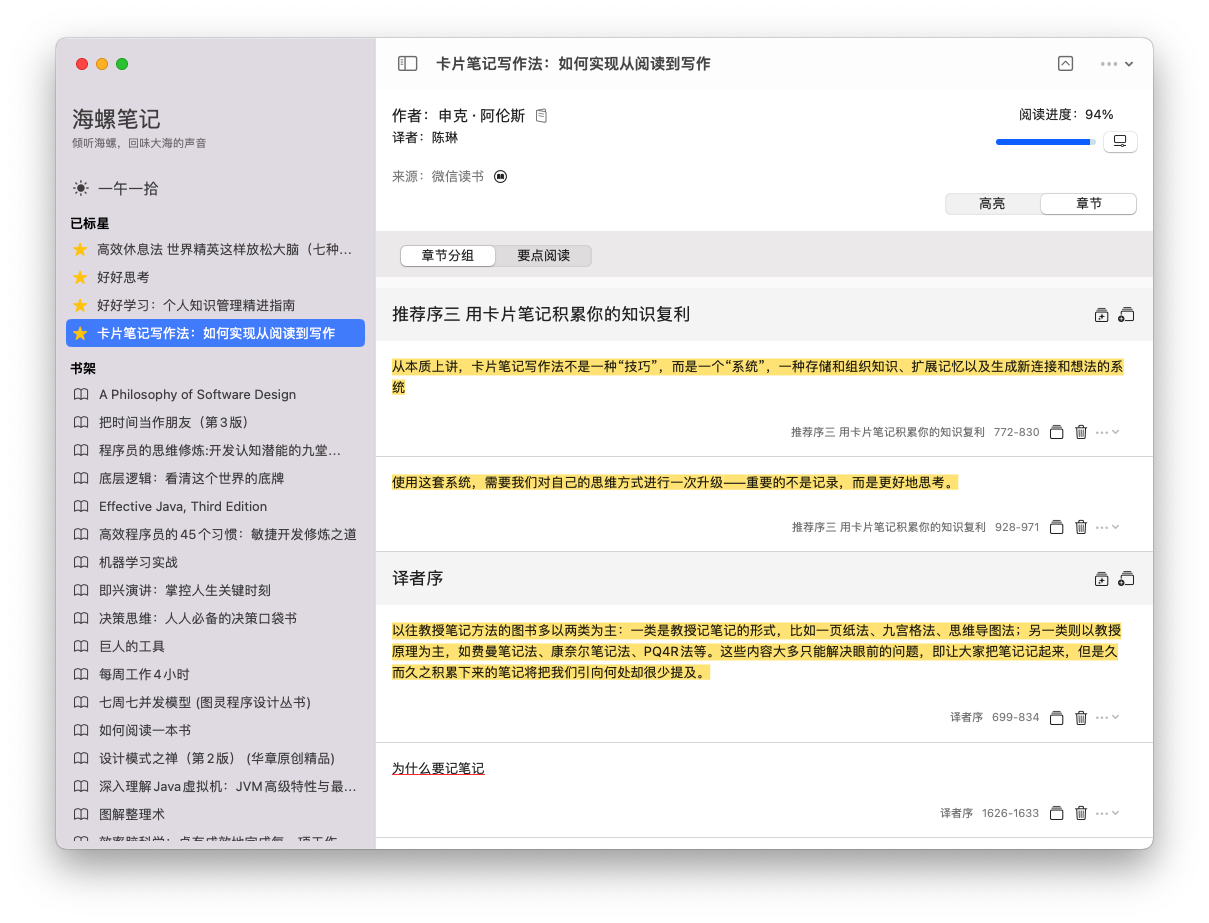 海螺笔记
倾听海螺，回味大海的声音
一午一拾
已标星
高效休息法 世界精英这样放松大脑（七种…
好好思考
好好学习：个人知识管理精进指南
卡片笔记写作法：如何实现从阅读到写作
书架
A Philosophy of Software Design
把时间当作朋友（第3版）
程序员的思维修炼:开发认知潜能的九堂…
底层逻辑：看清这个世界的底牌
Effective Java, Third Edition
高效程序员的45个习惯：敏捷开发修炼之道
机器学习实战
即兴演讲：掌控人生关键时刻
决策思维：人人必备的决策口袋书
巨人的工具
每周工作4小时
七周七并发模型 (图灵程序设计丛书)
如何阅读一本书
设计模式之禅（第2版） (华章原创精品)
深入理解Java虚拟机：JVM高级特性与最…
图解整理术
卡片笔记写作法：如何实现从阅读到写作
作者：申克·阿伦斯
译者：陈琳
来源：微信读书
阅读进度：94%
高亮 章节
章节分组 要点阅读
推荐序三 用卡片笔记积累你的知识复利
从本质上讲，卡片笔记写作法不是一种“技巧”，而是一个“系统”，一种存储和组织知识、扩展记忆以及生成新连接和想法的系
统
推荐序三 用卡片笔记积累你的知识复利 772-830
使用这套系统，需要我们对自己的思维方式进行一次升级——重要的不是记录，而是更好地思考。
推荐序三 用卡片笔记积累你的知识复利 928-971
译者序
以往教授笔记方法的图书多以两类为主：一类是教授记笔记的形式，比如一页纸法、九宫格法、思维导图法；另一类则以教授
原理为主，如费曼笔记法、康奈尔笔记法、PQ4R法等。这些内容大多只能解决眼前的问题，即让大家把笔记记起来，但是久
而久之积累下来的笔记将把我们引向何处却很少提及。
译者序 699-834
为什么要记笔记
译者序 1626-1633